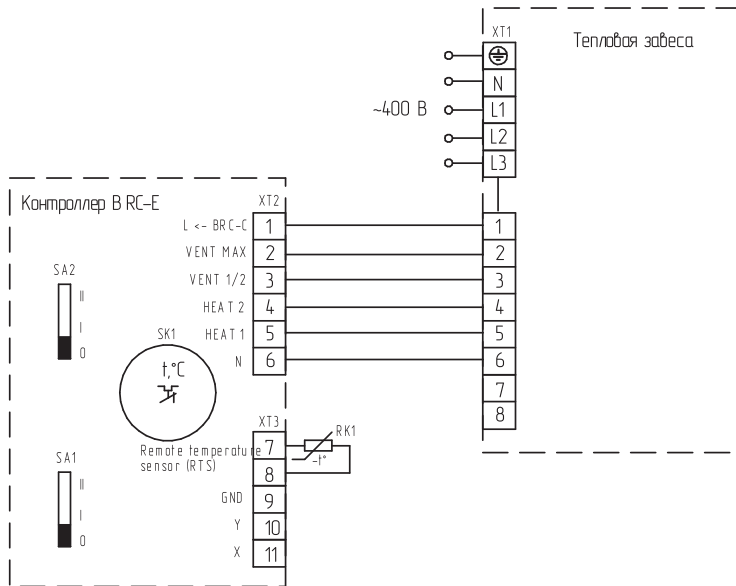 XT1
Тепловая завеса
N
~400 В
L1
L2
L3
Контроллер B RC-E
XT2
L <- BRC-C
1
1
VENT MAX
2
2
VENT 1/2
3
3
HEAT 2
4
4
HEAT 1
5
5
N
6
6
7
8
SA2
II
I
0
SK1
t,°C
XT3
RK1
-t°
Remote temperature
sensor (RTS)
7
8
GND
9
Y
10
X
11
SA1
II
I
0